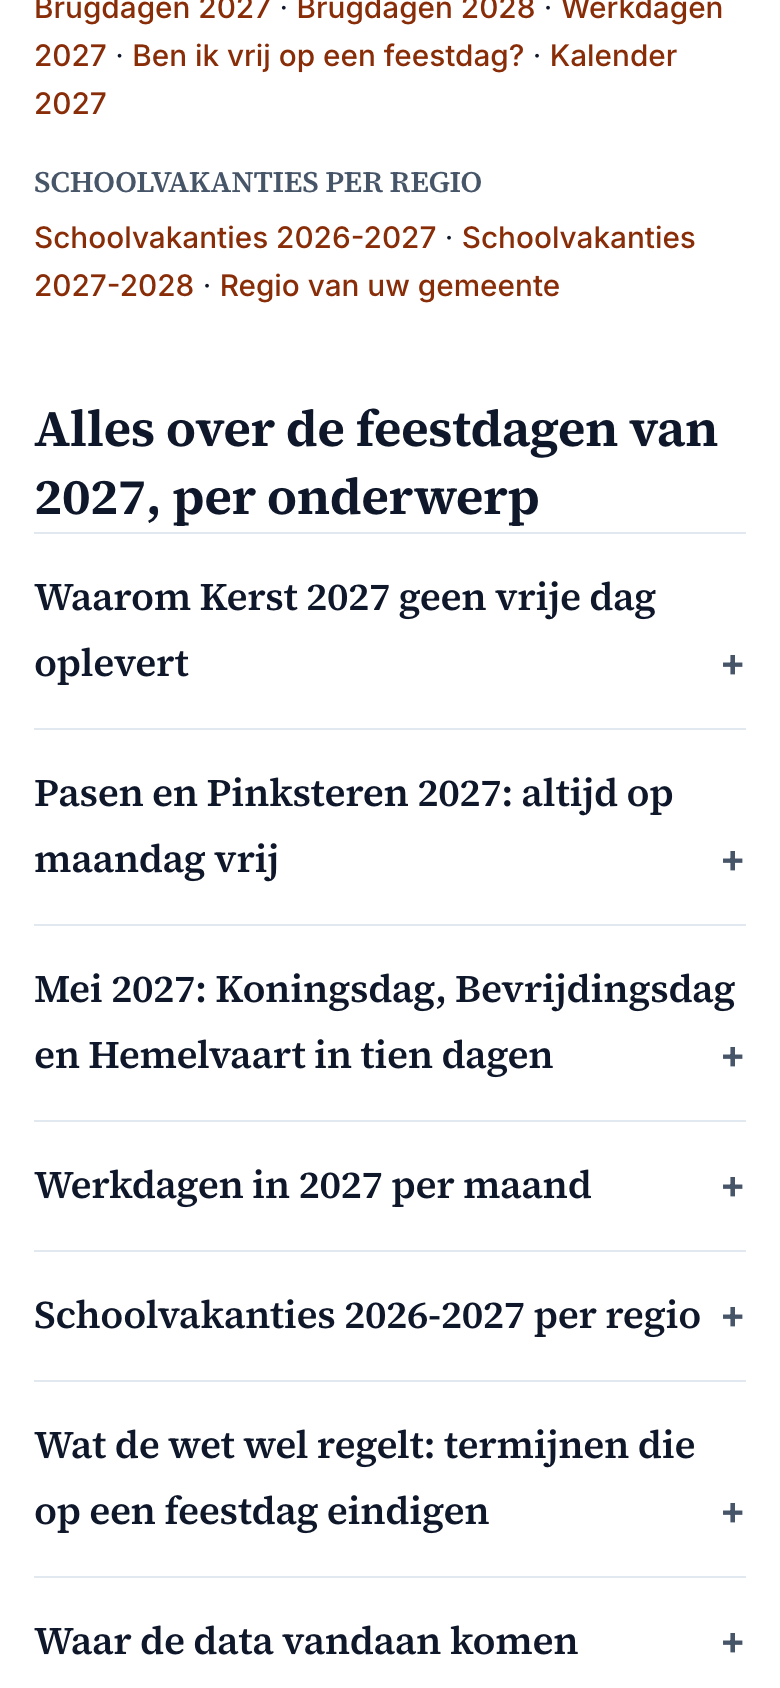 Brugdagen 2027 · Brugdagen 2028 · Werkdagen
2027 · Ben ik vrij op een feestdag? · Kalender
2027
SCHOOLVAKANTIES PER REGIO
Schoolvakanties 2026-2027 · Schoolvakanties
2027-2028 · Regio van uw gemeente
Alles over de feestdagen van
2027, per onderwerp
Waarom Kerst 2027 geen vrije dag
oplevert +
Pasen en Pinksteren 2027: altijd op
maandag vrij +
Mei 2027: Koningsdag, Bevrijdingsdag
en Hemelvaart in tien dagen +
Werkdagen in 2027 per maand +
Schoolvakanties 2026-2027 per regio +
Wat de wet wel regelt: termijnen die
op een feestdag eindigen +
Waar de data vandaan komen +